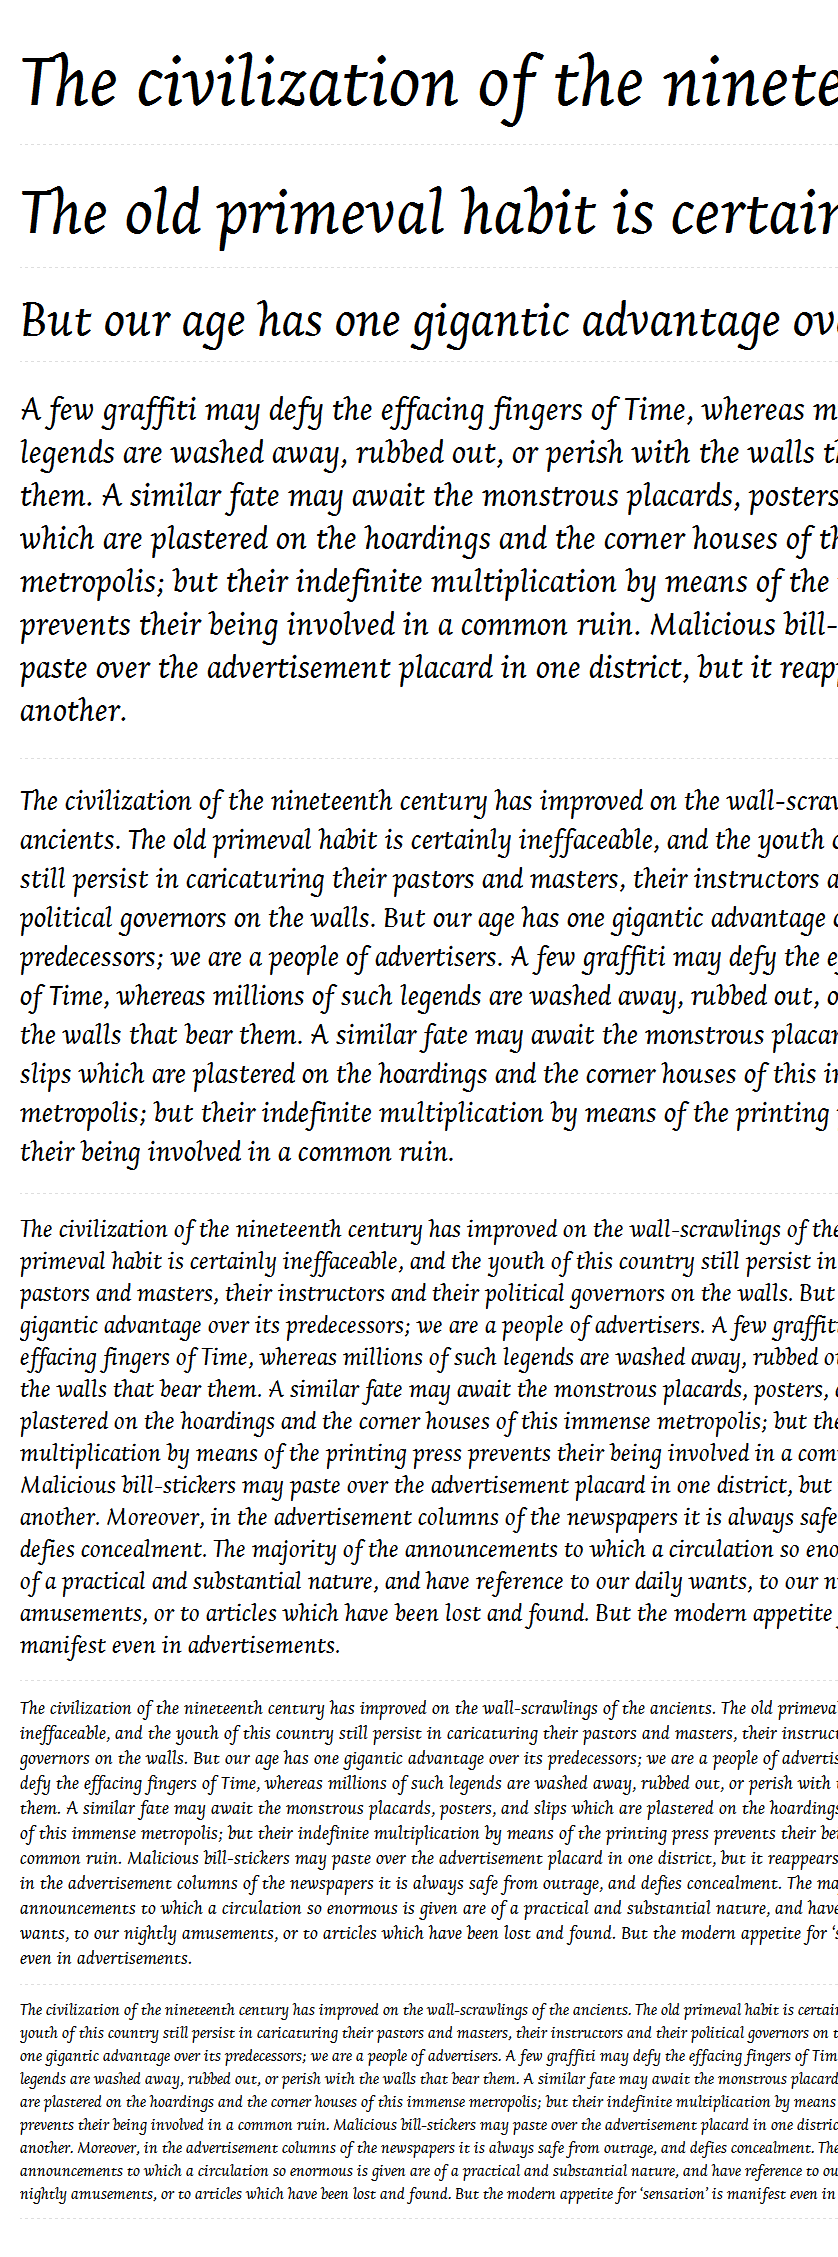 The civilization of the
The old primeval habit is
But our age has one gigantic advantage
A few graffiti may defy the effacing fingers of Time, whereas
legends are washed away, rubbed out, or perish with the walls
them. A similar fate may await the monstrous placards, posters
which are plastered on the hoardings and the corner houses of
metropolis; but their indefinite multiplication by means of the
prevents their being involved in a common ruin. Malicious bill-
paste over the advertisement placard in one district, but it
another.
The civilization of the nineteenth century has improved on the
ancients. The old primeval habit is certainly ineffaceable, and the youth
still persist in caricaturing their pastors and masters, their instructors
political governors on the walls. But our age has one gigantic advantage
predecessors; we are a people of advertisers. A few graffiti may defy the
of Time, whereas millions of such legends are washed away, rubbed out,
the walls that bear them. A similar fate may await the monstrous
slips which are plastered on the hoardings and the corner houses of this
metropolis; but their indefinite multiplication by means of the printing
their being involved in a common ruin.
The civilization of the nineteenth century has improved on the wall-scrawlings of the
primeval habit is certainly ineffaceable, and the youth of this country still persist in
pastors and masters, their instructors and their political governors on the walls. But
gigantic advantage over its predecessors; we are a people of advertisers. A few
effacing fingers of Time, whereas millions of such legends are washed away, rubbed
the walls that bear them. A similar fate may await the monstrous placards, posters,
plastered on the hoardings and the corner houses of this immense metropolis; but
multiplication by means of the printing press prevents their being involved in a
Malicious bill-stickers may paste over the advertisement placard in one district, but
another. Moreover, in the advertisement columns of the newspapers it is always safe
defies concealment. The majority of the announcements to which a circulation so
of a practical and substantial nature, and have reference to our daily wants, to our
amusements, or to articles which have been lost and found. But the modern appetite
manifest even in advertisements.
The civilization of the nineteenth century has improved on the wall-scrawlings of the ancients. The old primeval
ineffaceable, and the youth of this country still persist in caricaturing their pastors and masters, their
governors on the walls. But our age has one gigantic advantage over its predecessors; we are a people of
defy the effacing fingers of Time, whereas millions of such legends are washed away, rubbed out, or perish with
them. A similar fate may await the monstrous placards, posters, and slips which are plastered on the hoardings
of this immense metropolis; but their indefinite multiplication by means of the printing press prevents their
common ruin. Malicious bill-stickers may paste over the advertisement placard in one district, but it reappears
in the advertisement columns of the newspapers it is always safe from outrage, and defies concealment. The
announcements to which a circulation so enormous is given are of a practical and substantial nature, and have
wants, to our nightly amusements, or to articles which have been lost and found. But the modern appetite for
even in advertisements.
The civilization of the nineteenth century has improved on the wall-scrawlings of the ancients. The old primeval habit is
youth of this country still persist in caricaturing their pastors and masters, their instructors and their political governors on
one gigantic advantage over its predecessors; we are a people of advertisers. A few graffiti may defy the effacing fingers of
legends are washed away, rubbed out, or perish with the walls that bear them. A similar fate may await the monstrous
are plastered on the hoardings and the corner houses of this immense metropolis; but their indefinite multiplication by means
prevents their being involved in a common ruin. Malicious bill-stickers may paste over the advertisement placard in one
another. Moreover, in the advertisement columns of the newspapers it is always safe from outrage, and defies concealment. The
announcements to which a circulation so enormous is given are of a practical and substantial nature, and have reference to
nightly amusements, or to articles which have been lost and found. But the modern appetite for ‘sensation’ is manifest even in